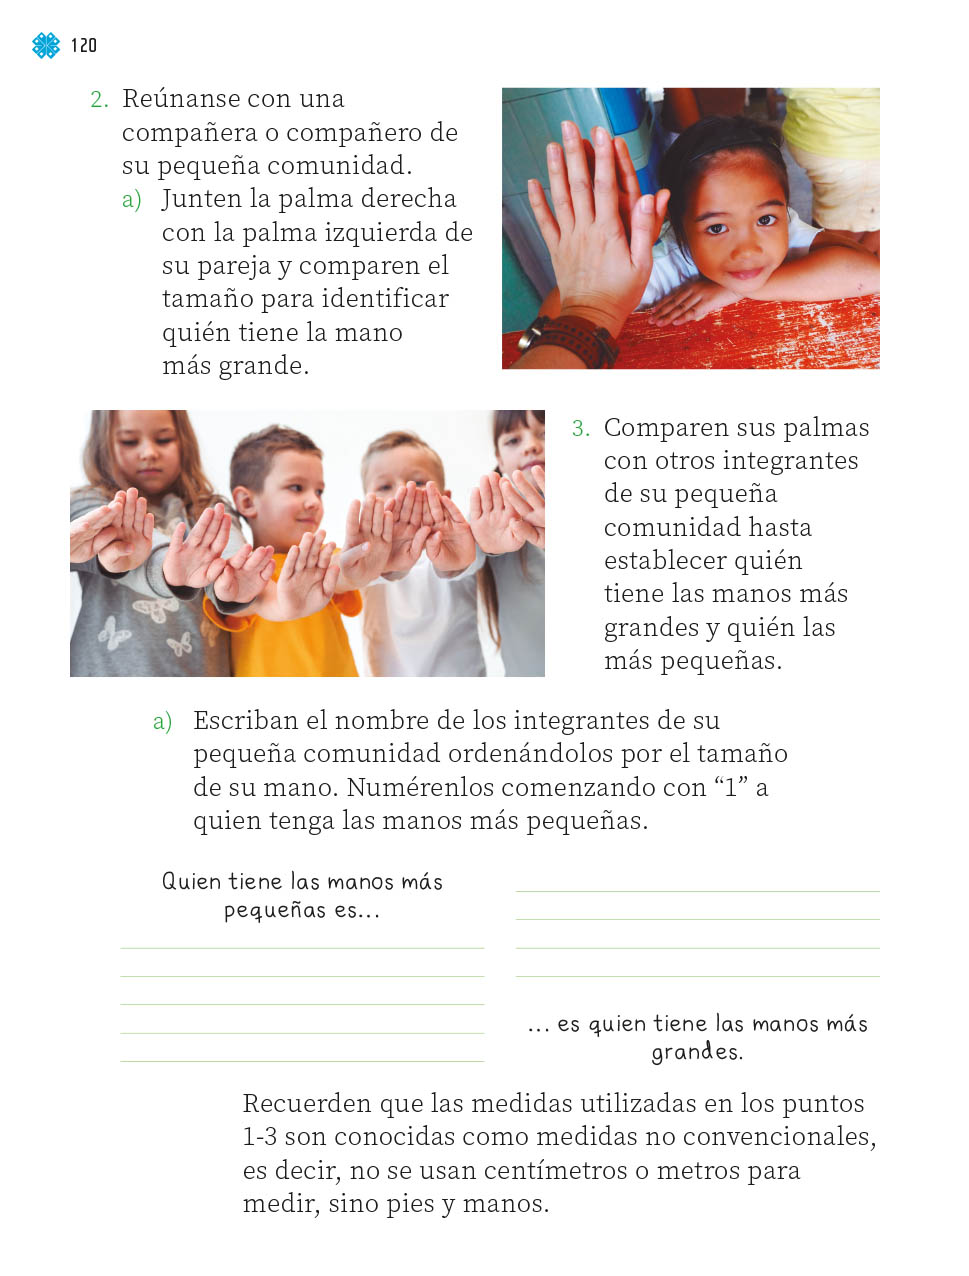 120
2. Reúnanse con una
compañera o compañero de
su pequeña comunidad.
a) Junten la palma derecha
con la palma izquierda de
su pareja y comparen el
tamaño para identificar
quién tiene la mano
más grande.
3. Comparen sus palmas
con otros integrantes
de su pequeña
comunidad hasta
establecer quién
tiene las manos más
grandes y quién las
más pequeñas.
a) Escriban el nombre de los integrantes de su
pequeña comunidad ordenándolos por el tamaño
de su mano. Numérenlos comenzando con “1” a
quien tenga las manos más pequeñas.
Quien tiene las manos más
pequeñas es...
... es quien tiene las manos más
grandes.
Recuerden que las medidas utilizadas en los puntos
1-3 son conocidas como medidas no convencionales,
es decir, no se usan centímetros o metros para
medir, sino pies y manos.